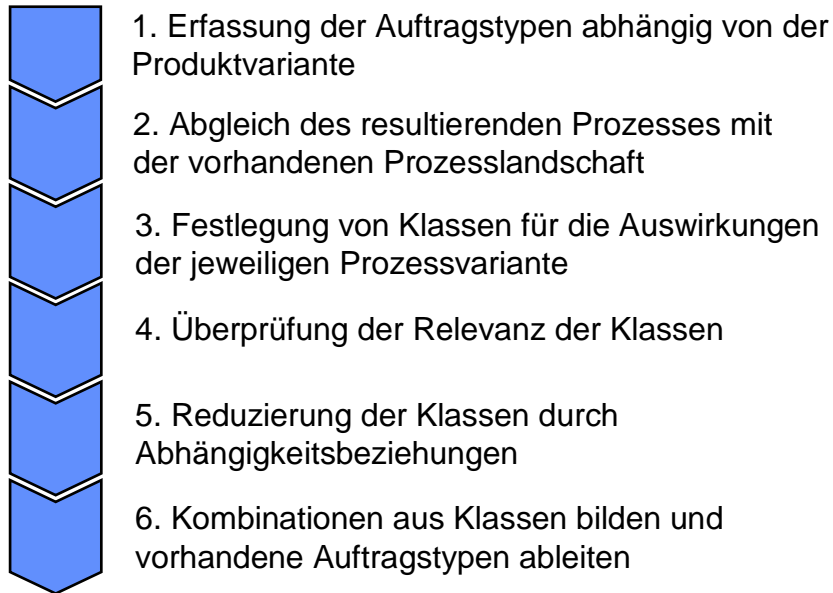 1. Erfassung der Auftragstypen abhängig von der
Produktvariante
2. Abgleich des resultierenden Prozesses mit
der vorhandenen Prozesslandschaft
3. Festlegung von Klassen für die Auswirkungen
der jeweiligen Prozessvariante
4. Überprüfung der Relevanz der Klassen
5. Reduzierung der Klassen durch
Abhängigkeitsbeziehungen
6. Kombinationen aus Klassen bilden und
vorhandene Auftragstypen ableiten